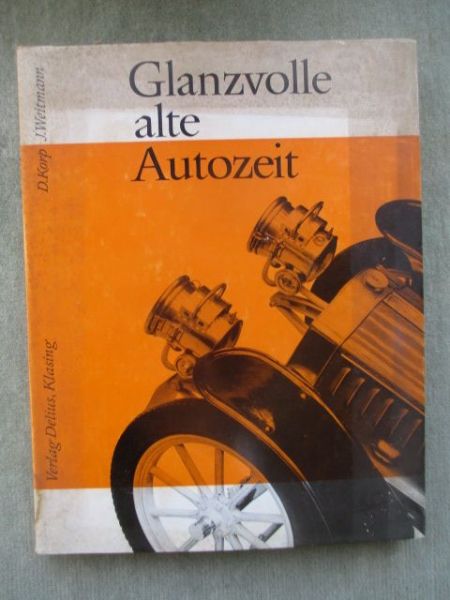 Glanzvolle
alte
Autozeit
D.Korp J.Weitmann
Verlag Delius, Klasing